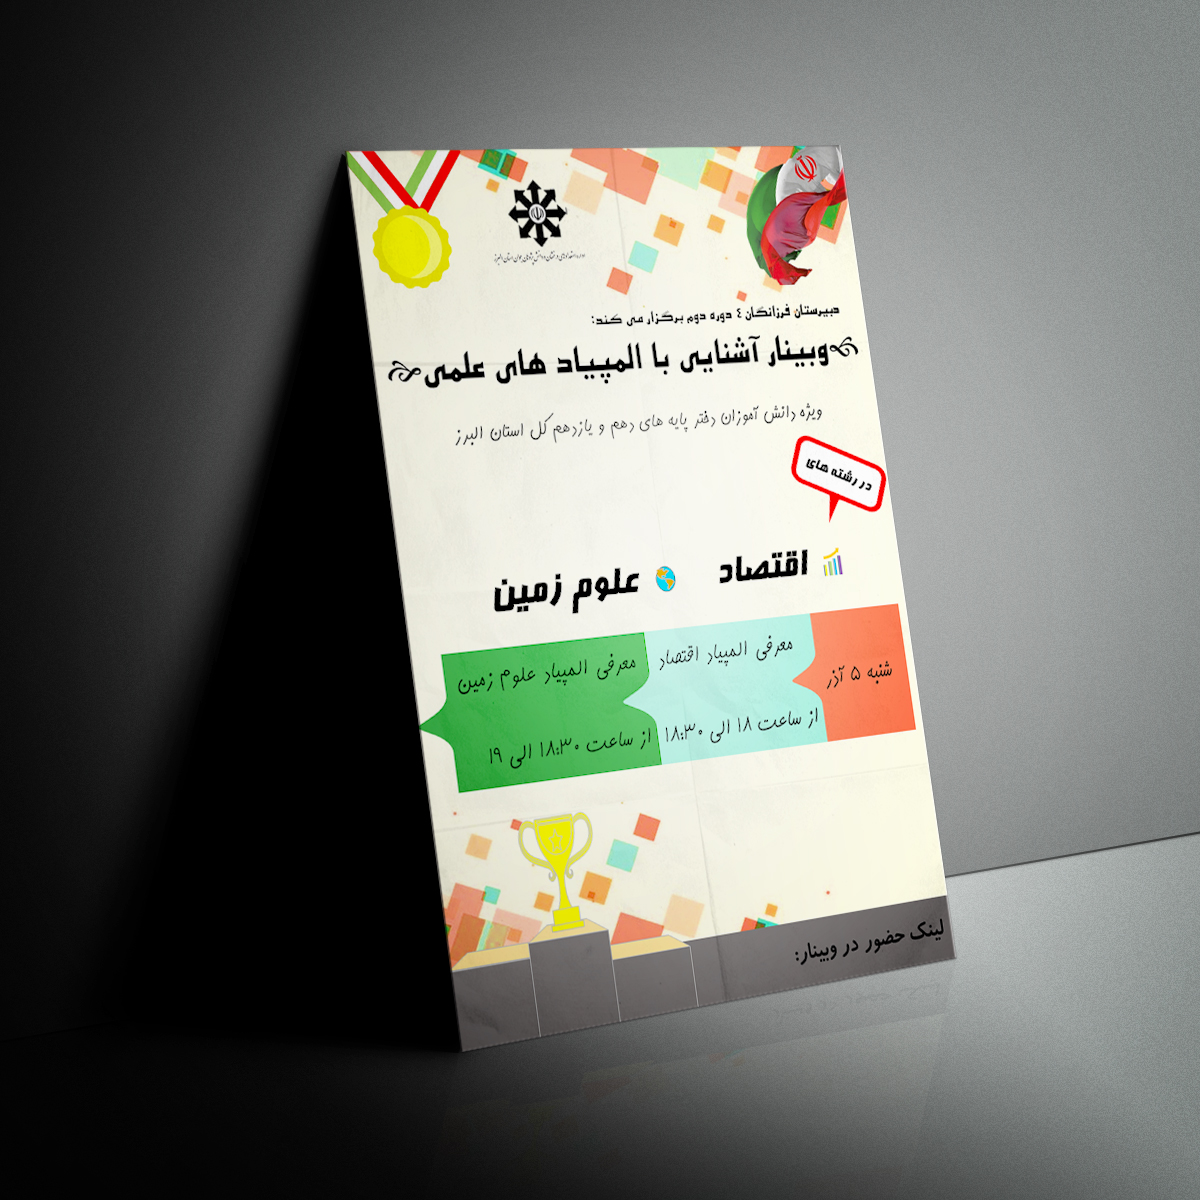 دبیرستان فرزانگان ٤ دوره دوم برگزار می کند:
وبینار آشنایی با المپیاد های علمی
ویژه دانش آموزان دختر پایه های دهم و یازدهم کل استان البرز
در رشته های
اقتصاد
علوم زمین
شنبه ۵ آذر
معرفی المپیاد اقتصاد
از ساعت ۱۸ الی ۱۸:۳۰
معرفی المپیاد علوم زمین
از ساعت ۱۸:۳۰ الی ۱۹
لینک حضور در وبینار: